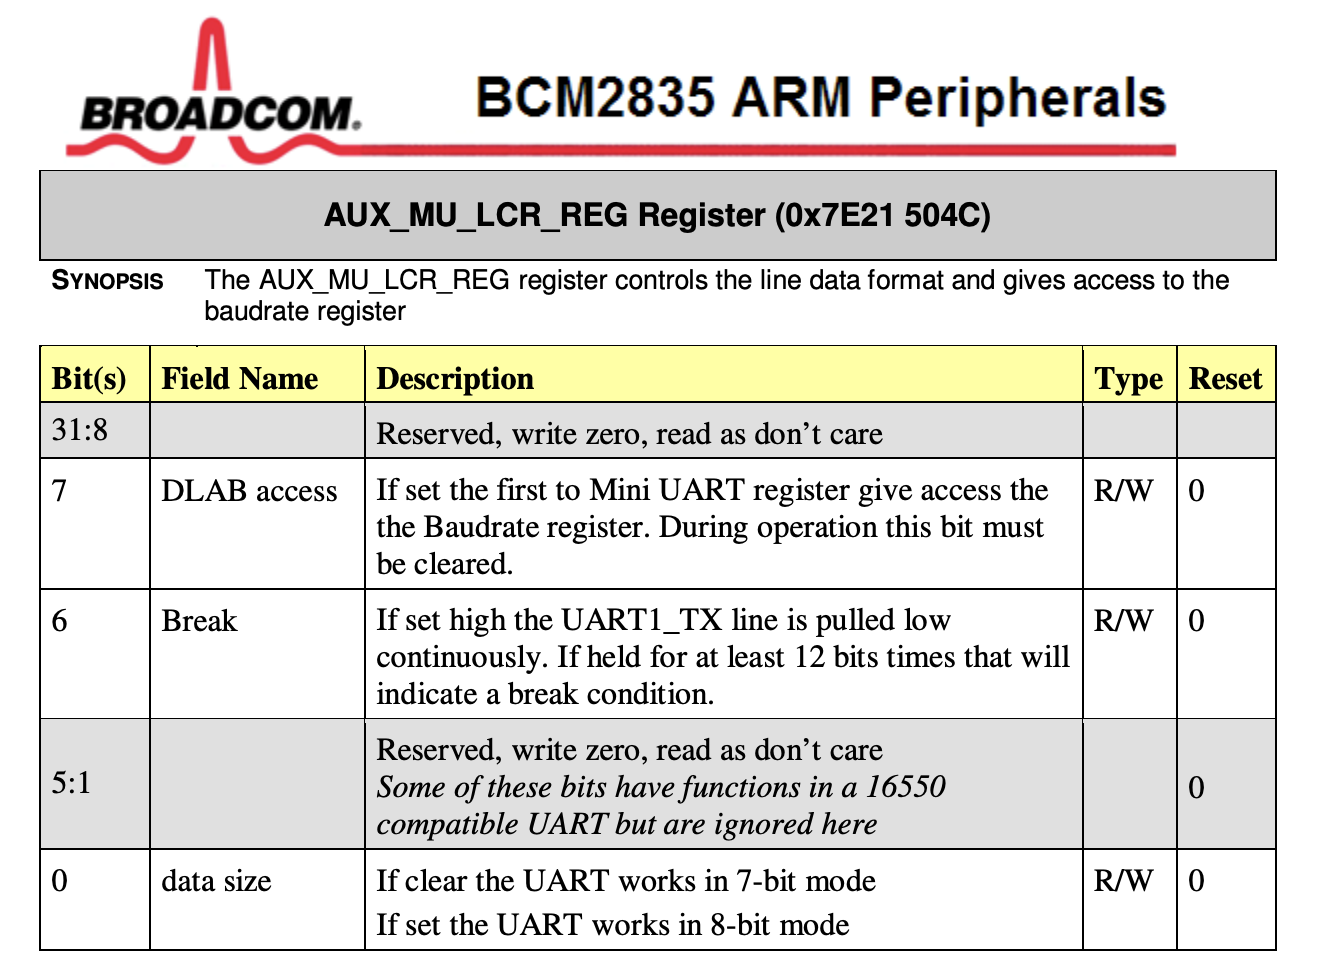 BROADCOM®
BCM2835 ARM Peripherals
AUX_MU_LCR_REG Register (0x7E21 504C)
SYNOPSIS The AUX_MU_LCR_REG register controls the line data format and gives access to the
baudrate register
Bit(s) Field Name Description Type Reset
31:8 Reserved, write zero, read as don’t care
7 DLAB access If set the first to Mini UART register give access the R/W 0
the Baudrate register. During operation this bit must
be cleared.
6 Break If set high the UART1_TX line is pulled low R/W 0
continuously. If held for at least 12 bits times that will
indicate a break condition.
Reserved, write zero, read as don’t care
5:1 Some of these bits have functions in a 16550 0
compatible UART but are ignored here
0 data size If clear the UART works in 7-bit mode R/W 0
If set the UART works in 8-bit mode